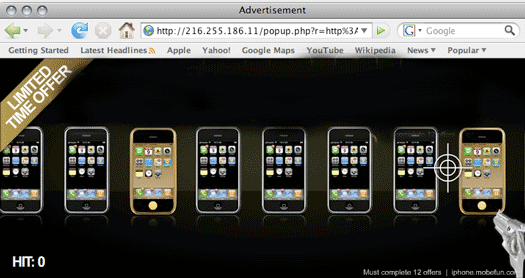 Advertisement
http://216.255.186.11/popup.php?r=http%3A
G Google
Getting Started Latest Headlines Apple Yahoo! Google Maps YouTube Wikipedia News Popular
LIMITED
TIME OFFER
HIT: 0
Must complete 12 offers | iphone.mobefun.com